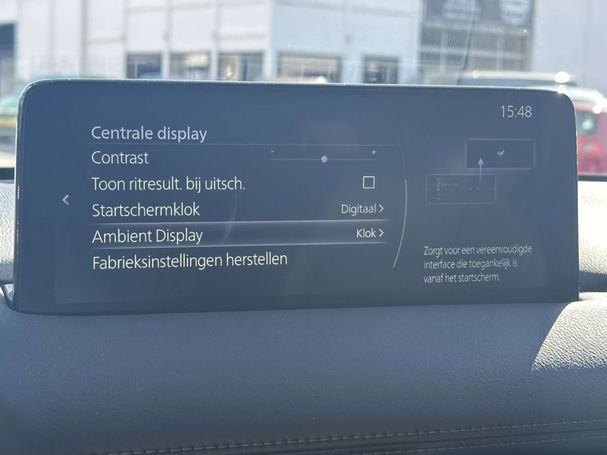 15:48
Centrale display
Contrast
- +
Toon ritresult. bij uitsch.
Startschermklok Digitaal >
Ambient Display Klok >
Fabrieksinstellingen herstellen
Zorgt voor een vereenvoudigde
interface die toegankelijk is
vanaf het startscherm.